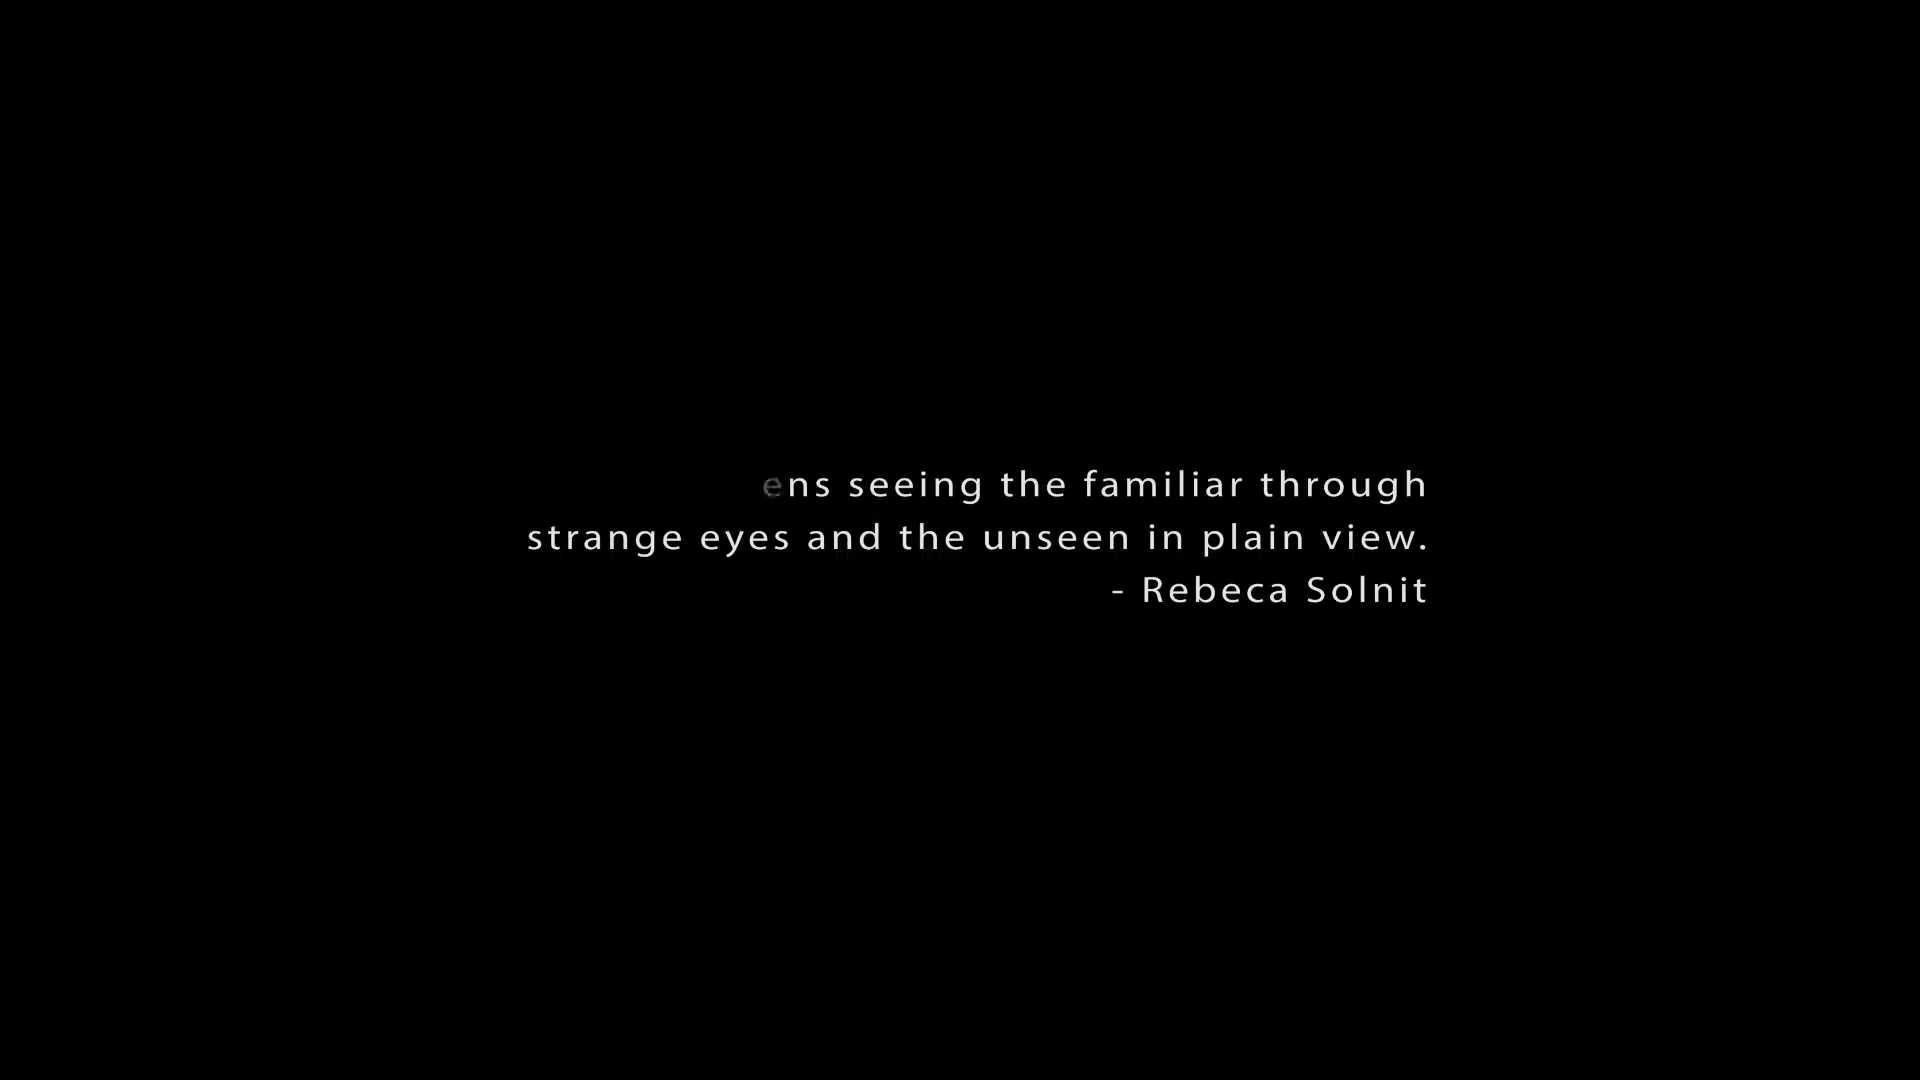 ens seeing the familiar through
strange eyes and the unseen in plain view.
- Rebeca Solnit